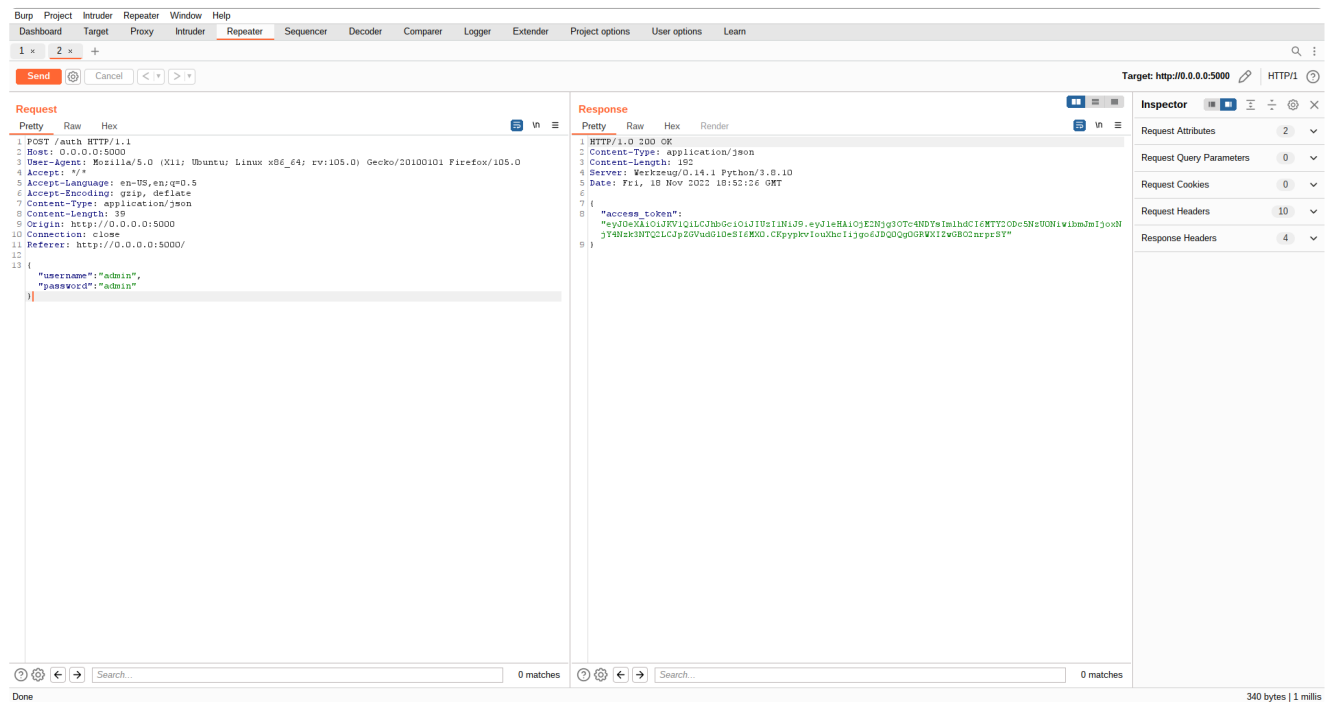 Burp Project Intruder Repeater Window Help
Dashboard Target Proxy Intruder Repeater Sequencer Decoder Comparer Logger Extender Project options User options Learn
1 × 2 × +
Send Cancel < > Target: http://0.0.0.0:5000 HTTP/1
Request
Pretty Raw Hex \n
1 POST /auth HTTP/1.1
2 Host: 0.0.0.0:5000
3 User-Agent: Mozilla/5.0 (X11; Ubuntu; Linux x86_64; rv:105.0) Gecko/20100101 Firefox/105.0
4 Accept: */*
5 Accept-Language: en-US,en;q=0.5
6 Accept-Encoding: gzip, deflate
7 Content-Type: application/json
8 Content-Length: 39
9 Origin: http://0.0.0.0:5000
10 Connection: close
11 Referer: http://0.0.0.0:5000/
12
13 {
"username":"admin",
"password":"admin"
}
Search... 0 matches
Response
Pretty Raw Hex Render \n
1 HTTP/1.0 200 OK
2 Content-Type: application/json
3 Content-Length: 192
4 Server: Werkzeug/0.14.1 Python/3.8.10
5 Date: Fri, 18 Nov 2022 18:52:26 GMT
6
7 {
8 "access_token":
9 }
Search... 0 matches
Inspector
Request Attributes 2
Request Query Parameters 0
Request Cookies 0
Request Headers 10
Response Headers 4
Done 340 bytes | 1 millis